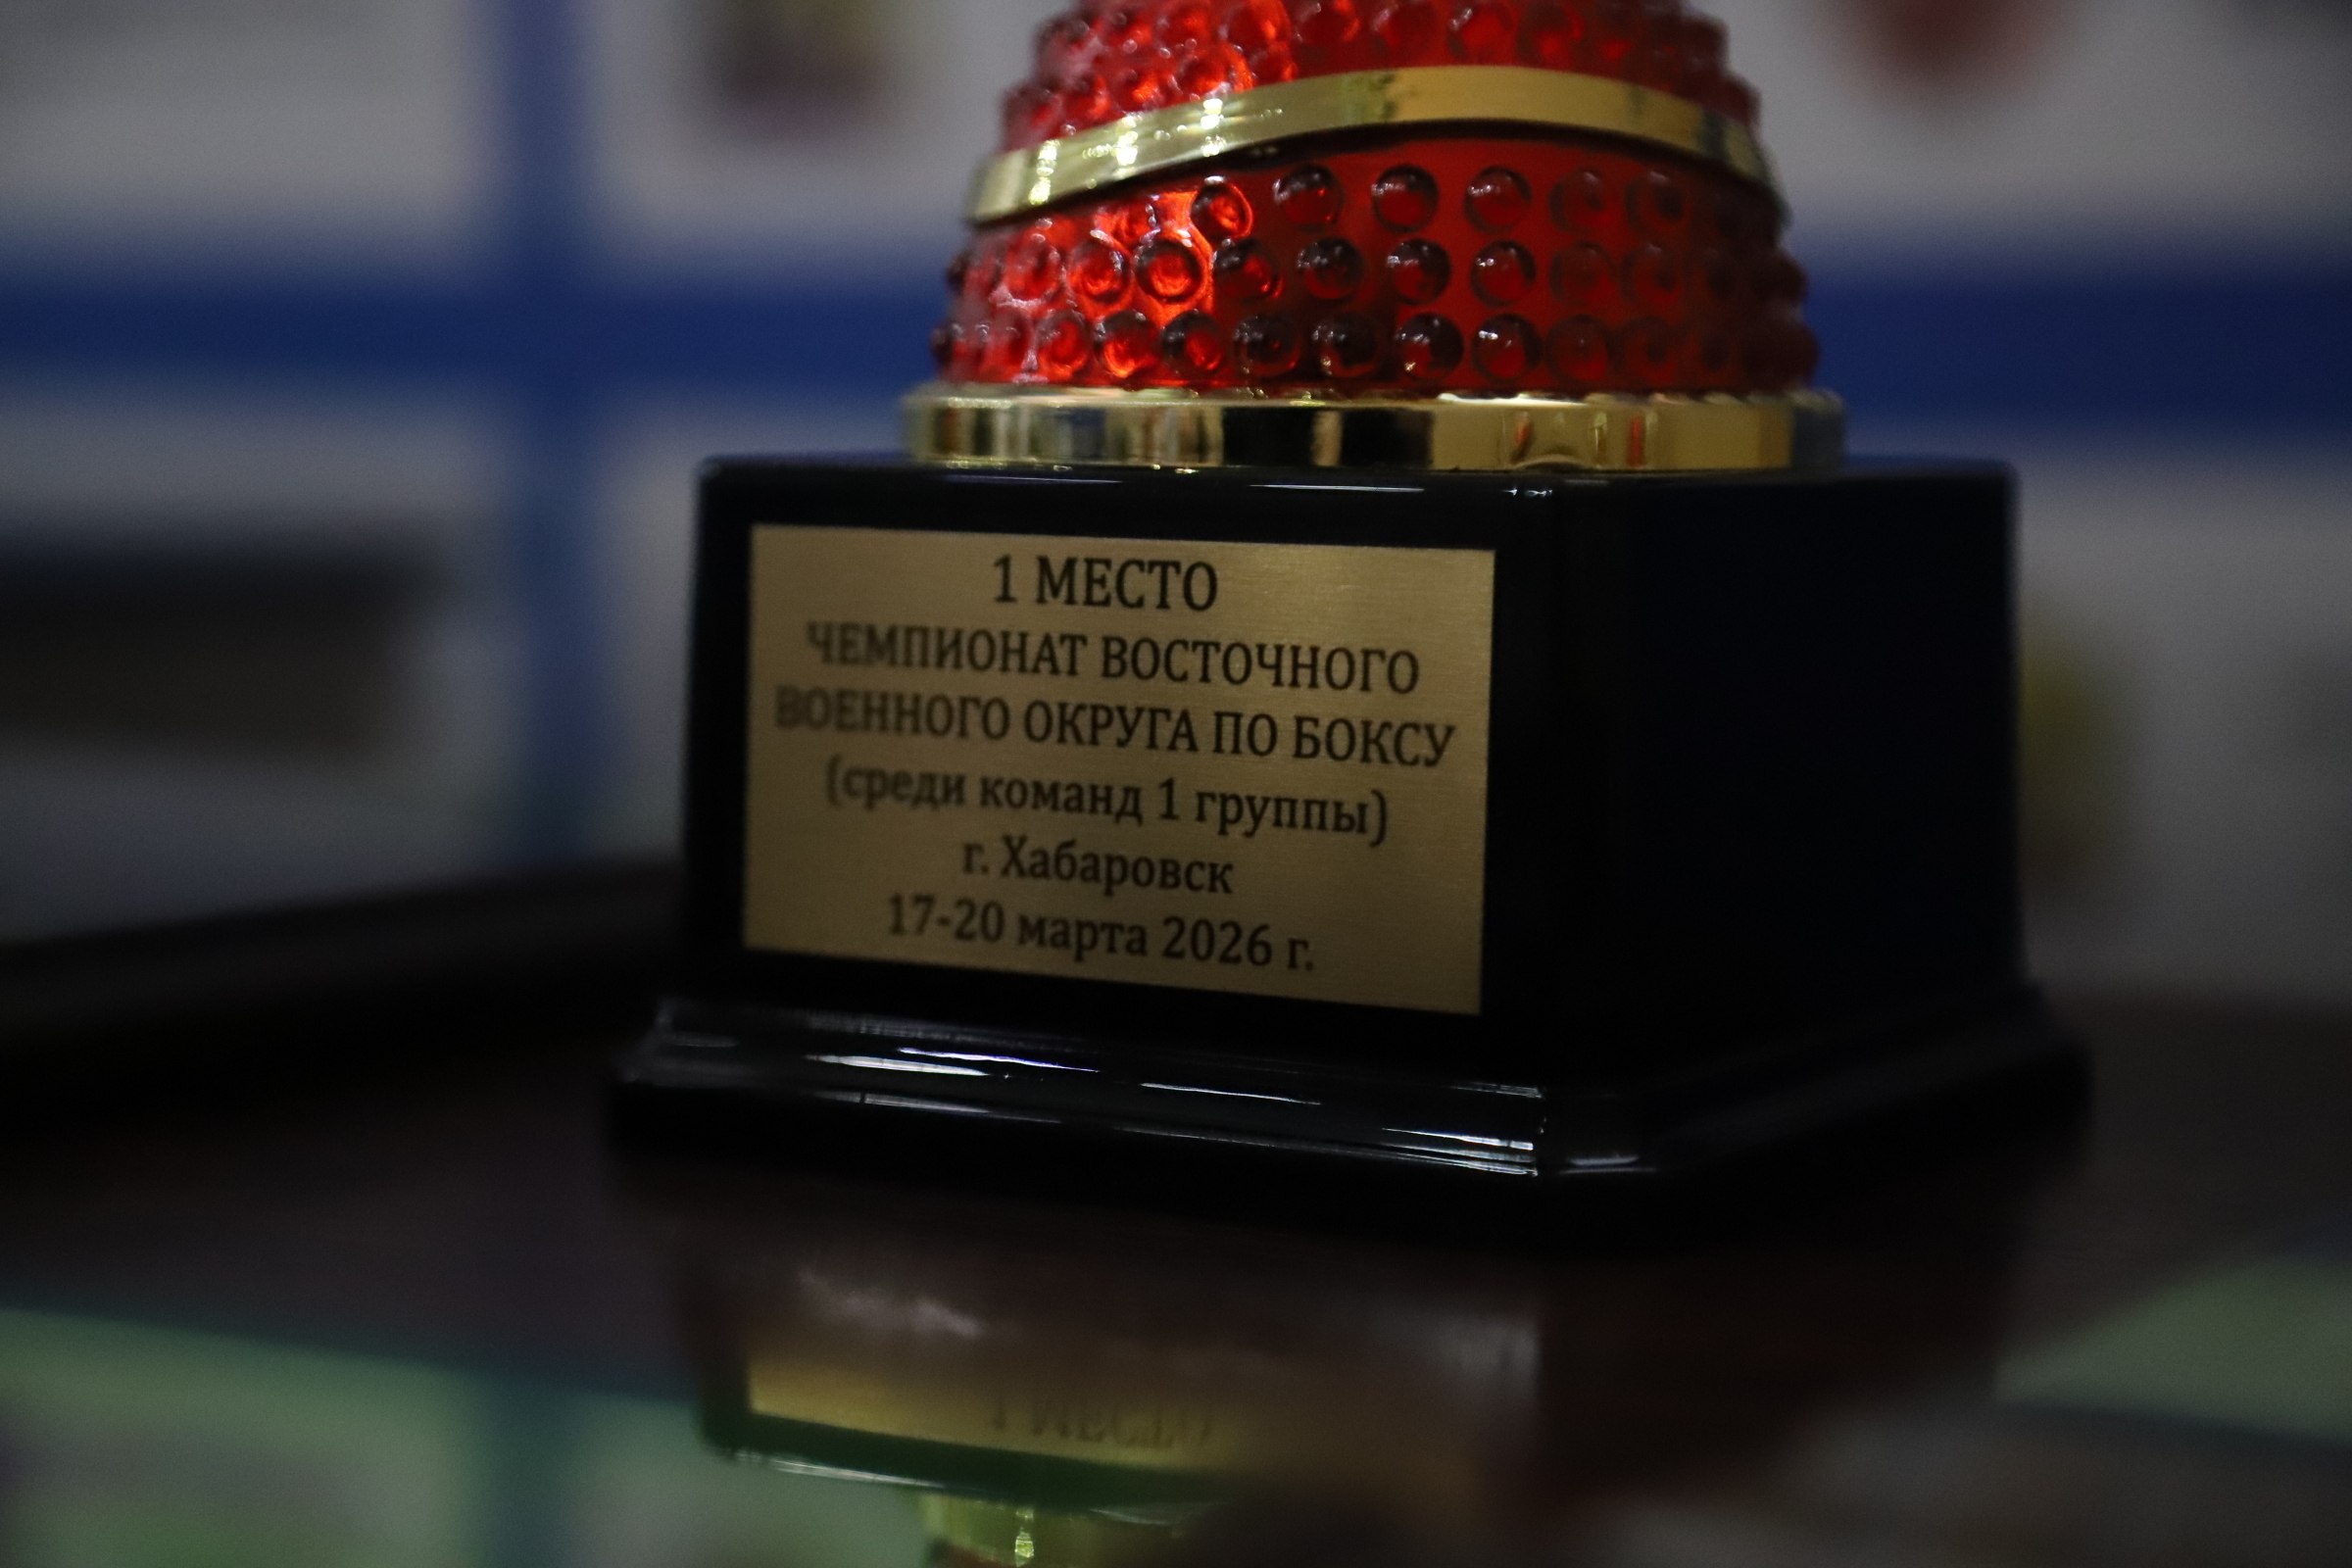 1 МЕСТО
ЧЕМПИОНАТ ВОСТОЧНОГО
ВОЕННОГО ОКРУГА ПО БОКСУ
(среди команд 1 группы)
г. Хабаровск
17-20 марта 2026 г.